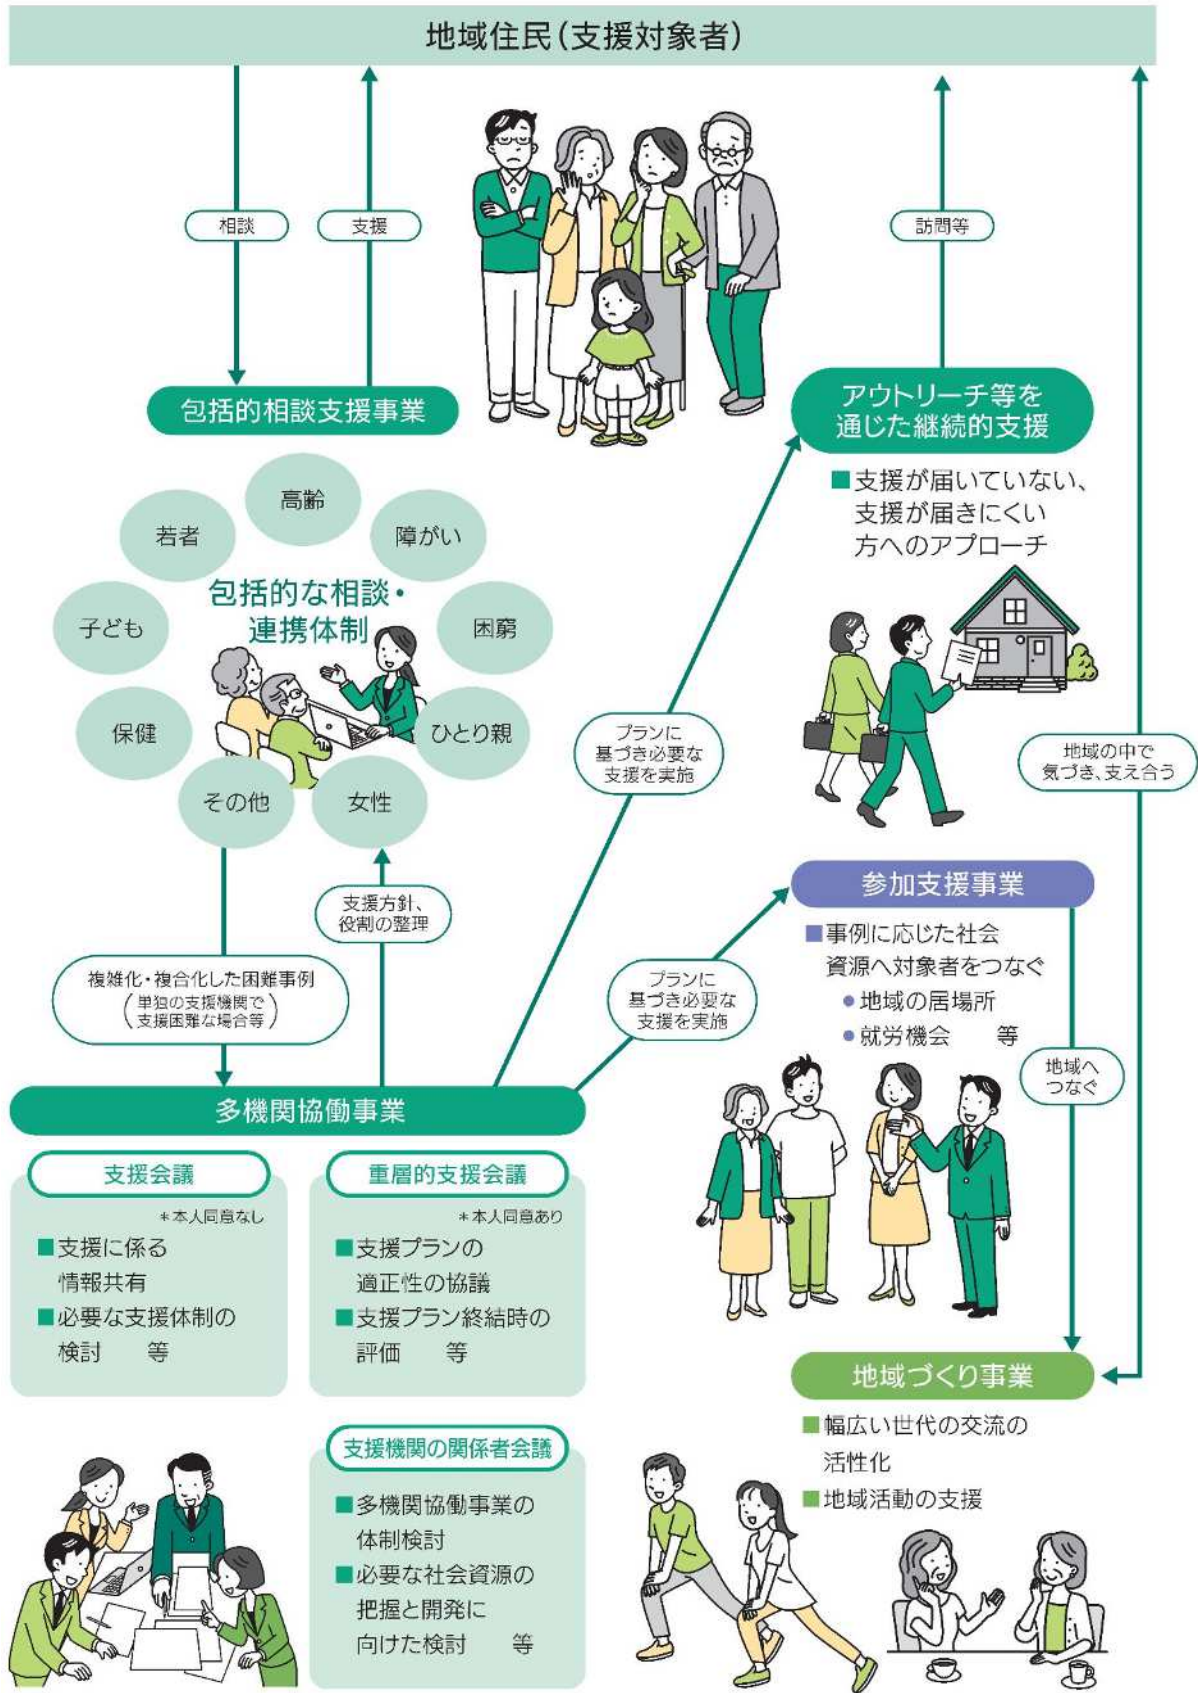 地域住民(支援対象者)
相談
支援
訪問等
包括的相談支援事業
高齢
若者
障がい
子ども
包括的な相談・
連携体制
困窮
保健
ひとり親
その他
女性
アウトリーチ等を
通じた継続的支援
■支援が届いていない、
支援が届きにくい
方へのアプローチ
プランに
基づき必要な
支援を実施
地域の中で
気づき、支え合う
支援方針、
役割の整理
複雑化・複合化した困難事例
(単独の支援機関で
支援困難な場合等)
プランに
基づき必要な
支援を実施
参加支援事業
■事例に応じた社会
資源へ対象者をつなぐ
●地域の居場所
●就労機会　等
地域へ
つなぐ
多機関協働事業
支援会議
＊本人同意なし
■支援に係る
情報共有
■必要な支援体制の
検討　等
重層的支援会議
＊本人同意あり
■支援プランの
適正性の協議
■支援プラン終結時の
評価　等
支援機関の関係者会議
■多機関協働事業の
体制検討
■必要な社会資源の
把握と開発に
向けた検討　等
地域づくり事業
■幅広い世代の交流の
活性化
■地域活動の支援